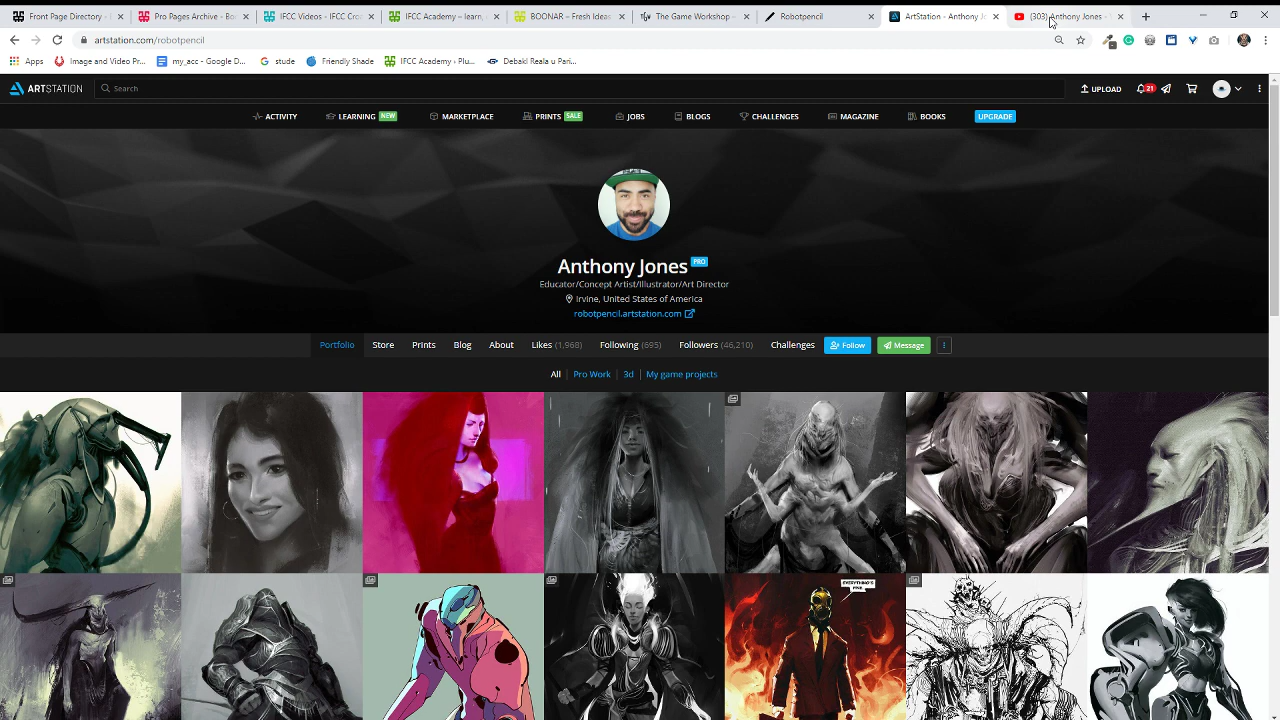 Front Page Directory - Pro Pages Archive - Bo IFCC Videos - IFCC Cro IFCC Academy – learn, BOONAR – Fresh Ideas The Game Workshop – Robotpencil ArtStation - Anthony Jo (303) Anthony Jones -
artstation.com/robotpencil
Apps Image and Video Pr... my_acc - Google D... stude Friendly Shade IFCC Academy ‹ Plu... Debakl Reala u Pari...
ARTSTATION Search UPLOAD 21
ACTIVITY LEARNING NEW MARKETPLACE PRINTS SALE JOBS BLOGS CHALLENGES MAGAZINE BOOKS UPGRADE
Anthony Jones PRO
Educator/Concept Artist/Illustrator/Art Director
Irvine, United States of America
robotpencil.artstation.com
Portfolio Store Prints Blog About Likes (1,968) Following (695) Followers (46,210) Challenges Follow Message
All | Pro Work | 3d | My game projects
EVERYTHING'S
FINE.